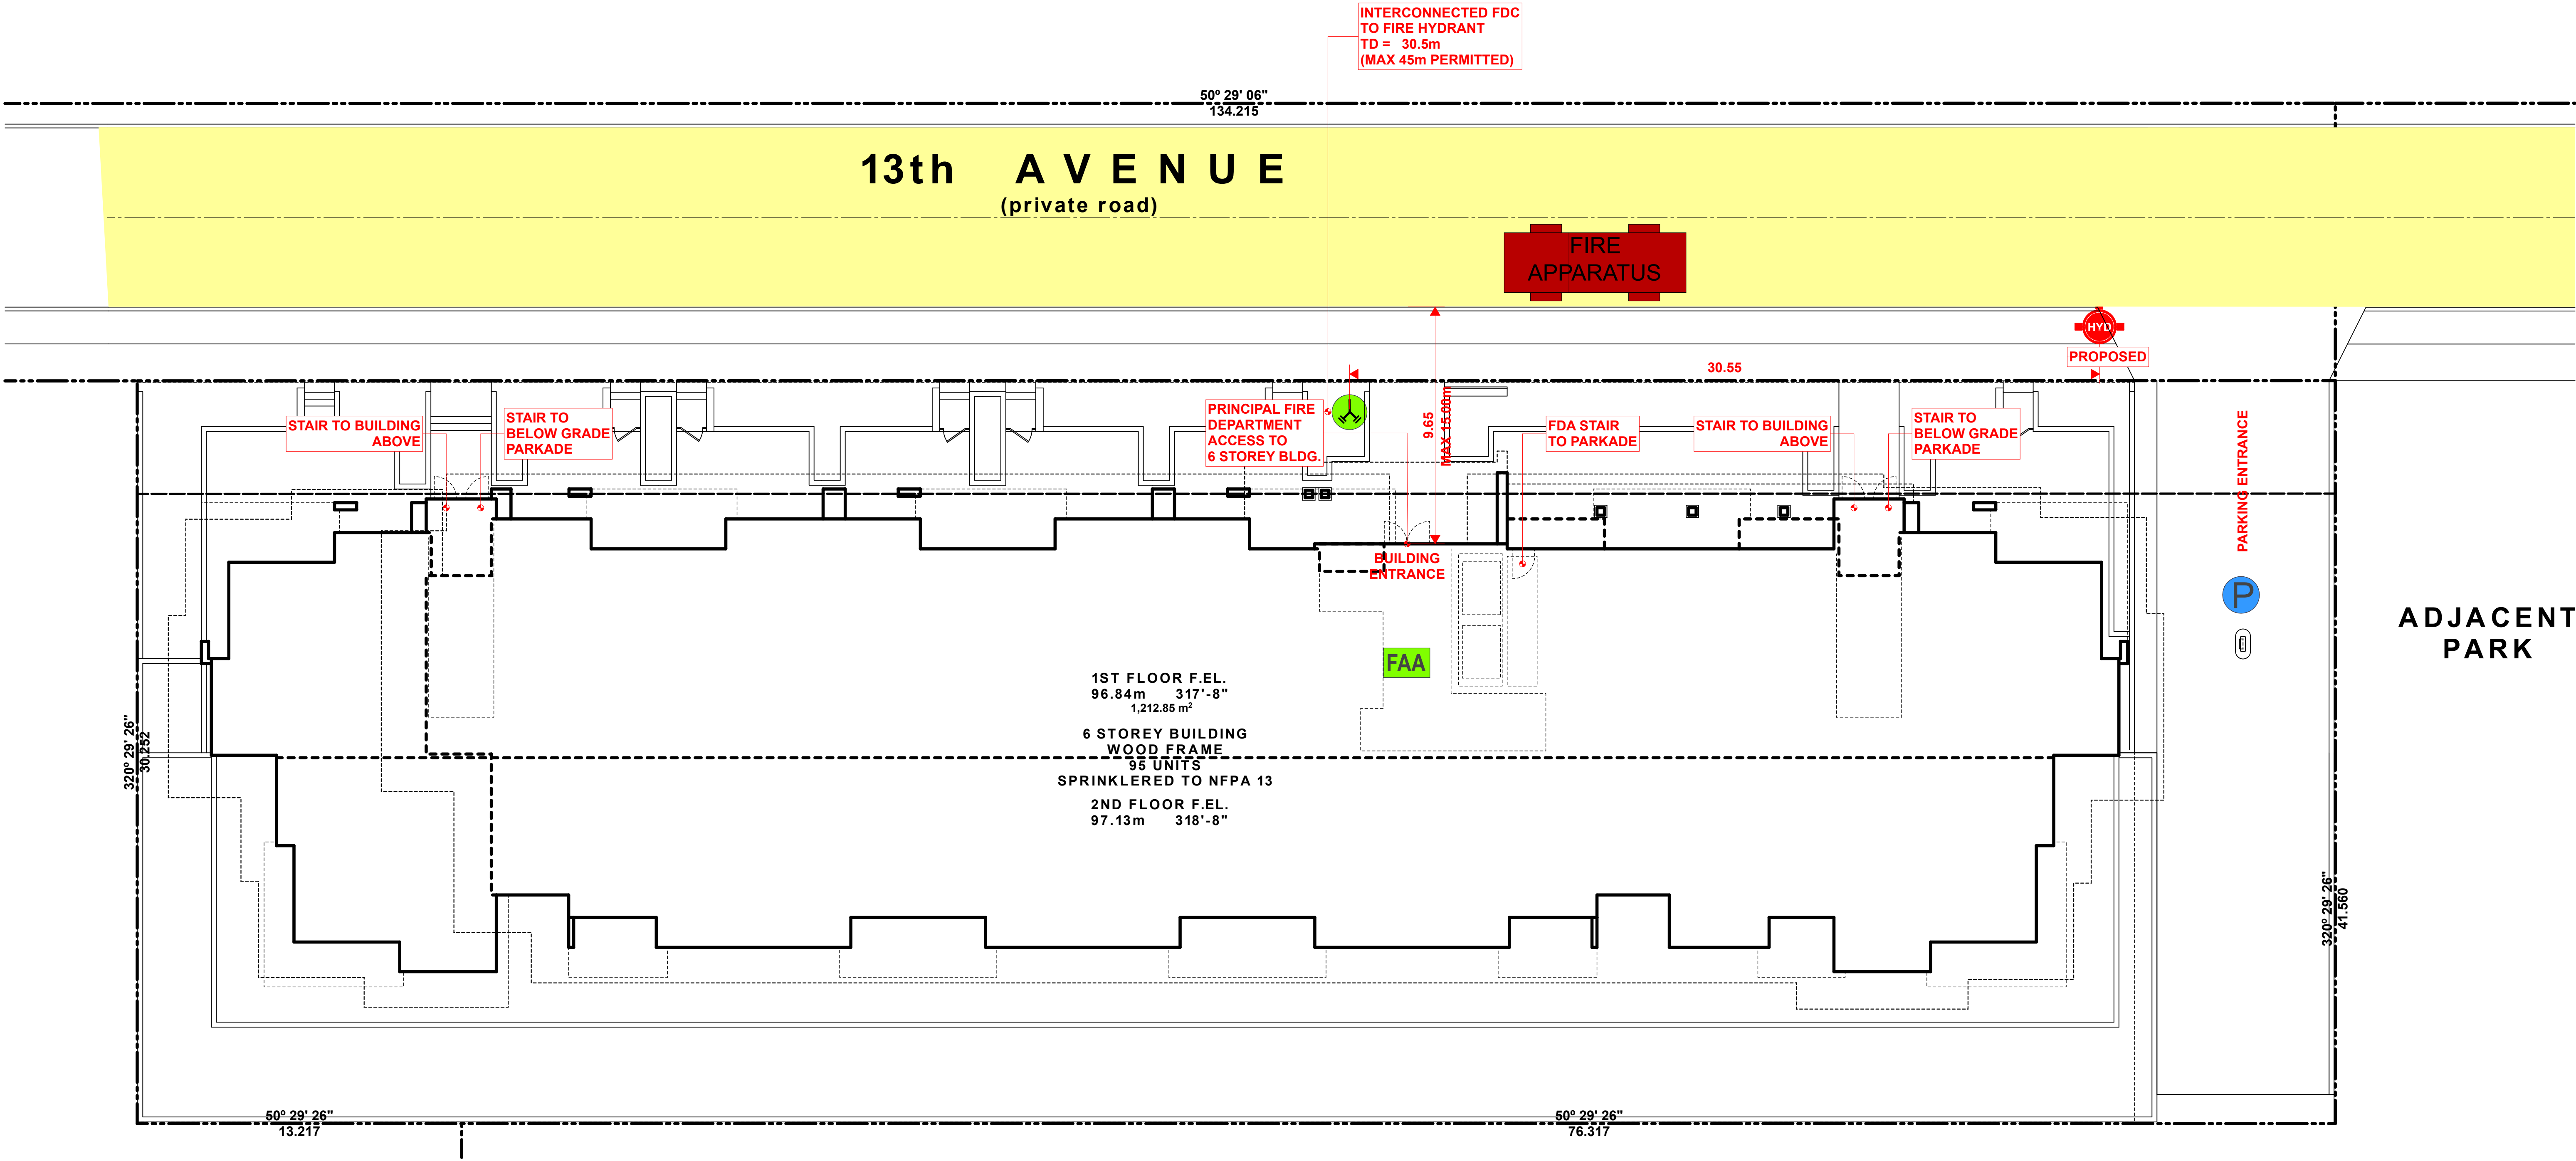 INTERCONNECTED FDC
TO FIRE HYDRANT
TD =   30.5m
(MAX 45m PERMITTED)
50º 29' 06"
134.215
13th AVENUE
(private road)
FIRE
APPARATUS
HYD
PROPOSED
30.55
9.65
MAX 15.00m
STAIR TO BUILDING
ABOVE
STAIR TO
BELOW GRADE
PARKADE
PRINCIPAL FIRE
DEPARTMENT
ACCESS TO
6 STOREY BLDG.
FDA STAIR
TO PARKADE
STAIR TO BUILDING
ABOVE
STAIR TO
BELOW GRADE
PARKADE
PARKING ENTRANCE
BUILDING
ENTRANCE
P
ADJACENT
PARK
FAA
1ST FLOOR F.EL.
96.84m 317'-8"
1,212.85 m²
6 STOREY BUILDING
WOOD FRAME
95 UNITS
SPRINKLERED TO NFPA 13
2ND FLOOR F.EL.
97.13m 318'-8"
320º 29' 26"
30.252
320º 29' 26"
41.560
50º 29' 26"
13.217
50º 29' 26"
76.317